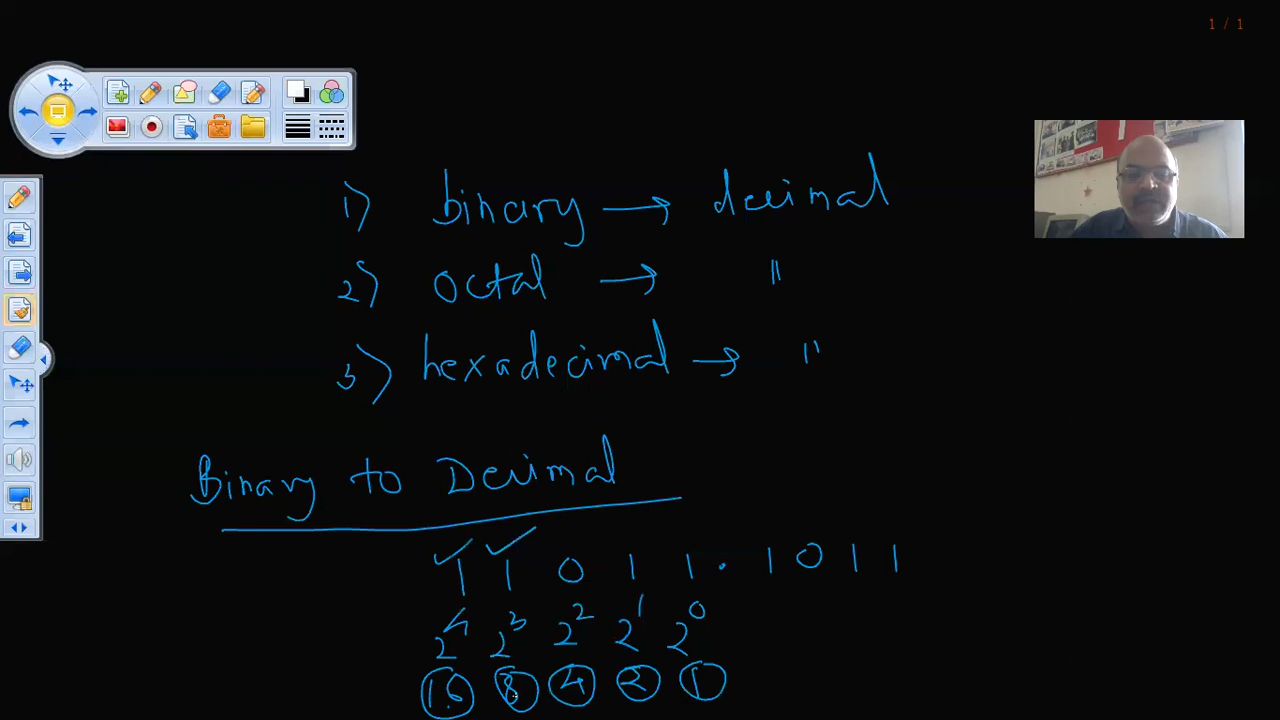 1 / 1
1) binary → decimal
2) octal → "
3) hexadecimal → "
Binary to Decimal
1 1 0 1 1 . 1 0 1 1
2⁴ 2³ 2² 2¹ 2⁰
16 8 4 2 1